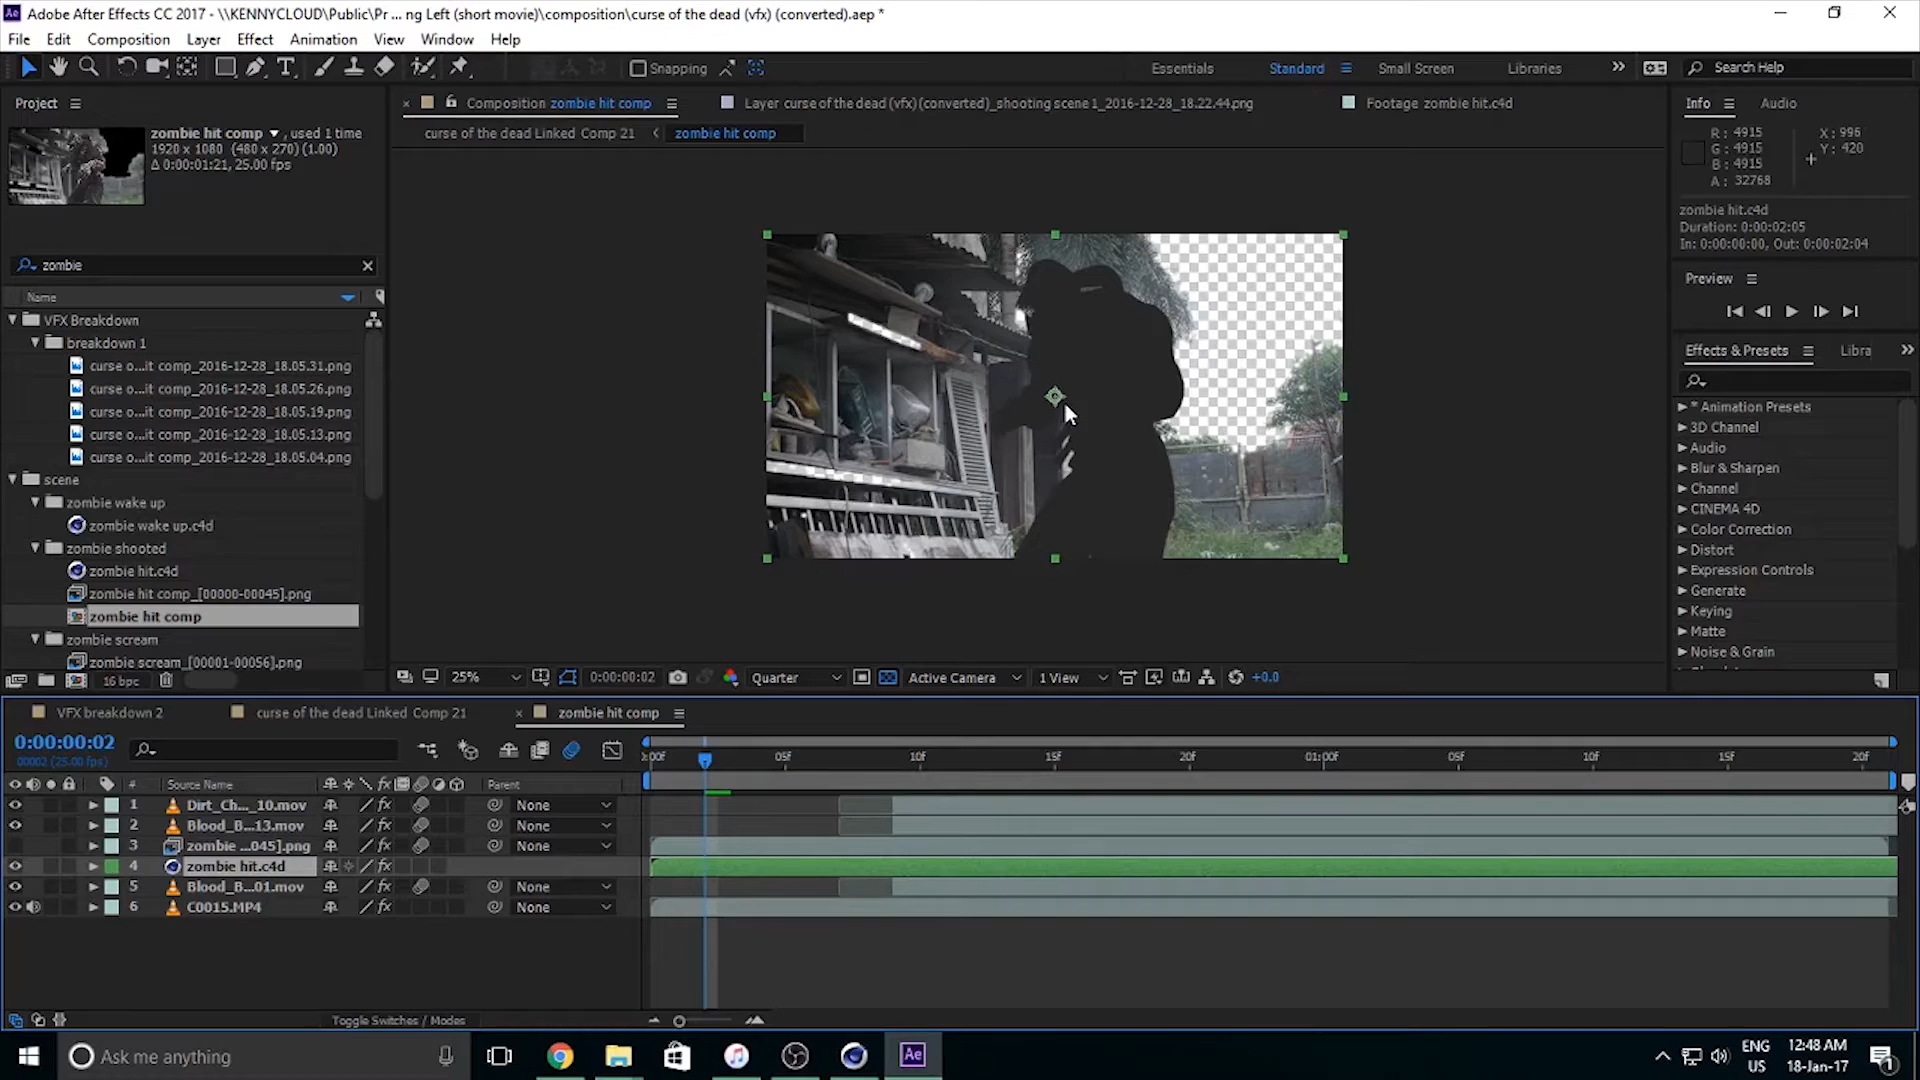 Adobe After Effects CC 2017 - \\KENNYCLOUD\Public\Pr ... ng Left (short movie)\composition\curse of the dead (vfx) (converted).aep *
File Edit Composition Layer Effect Animation View Window Help
Snapping
Essentials Standard Small Screen Libraries
Search Help
Project
zombie hit comp , used 1 time
1920 x 1080 (480 x 270) (1.00)
Δ 0:00:01:21, 25.00 fps
zombie
Name
VFX Breakdown
breakdown 1
curse o...it comp_2016-12-28_18.05.31.png
curse o...it comp_2016-12-28_18.05.26.png
curse o...it comp_2016-12-28_18.05.19.png
curse o...it comp_2016-12-28_18.05.13.png
curse o...it comp_2016-12-28_18.05.04.png
scene
zombie wake up
zombie wake up.c4d
zombie shooted
zombie hit.c4d
zombie hit comp_[00000-00045].png
zombie hit comp
zombie scream
zombie scream_[00001-00056].png
16 bpc
Composition zombie hit comp
Layer curse of the dead (vfx)(converted)_shooting scene 1_2016-12-28_18.22.44.png
Footage zombie hit.c4d
curse of the dead Linked Comp 21
zombie hit comp
25%
0:00:00:02
Quarter
Active Camera
1 View
+0.0
Info Audio
R: 4915
G: 4915
B: 4915
A: 32768
X: 996
Y: 420
zombie hit.c4d
Duration: 0:00:02:05
In: 0:00:00:00, Out: 0:00:02:04
Preview
Effects & Presets Libra
* Animation Presets
3D Channel
Audio
Blur & Sharpen
Channel
CINEMA 4D
Color Correction
Distort
Expression Controls
Generate
Keying
Matte
Noise & Grain
VFX breakdown 2
curse of the dead Linked Comp 21
zombie hit comp
0:00:00:02
00002 (25.00 fps)
05f 10f 15f 20f 01:00f 05f 10f 15f 20f
# Source Name fx Parent
1 Dirt_Ch..._10.mov fx None
2 Blood_B...13.mov fx None
3 zombie ...045].png fx None
4 zombie hit.c4d fx
5 Blood_B...01.mov fx None
6 C0015.MP4 fx None
Toggle Switches / Modes
Ask me anything
Ae
ENG
US
12:48 AM
18-Jan-17
1